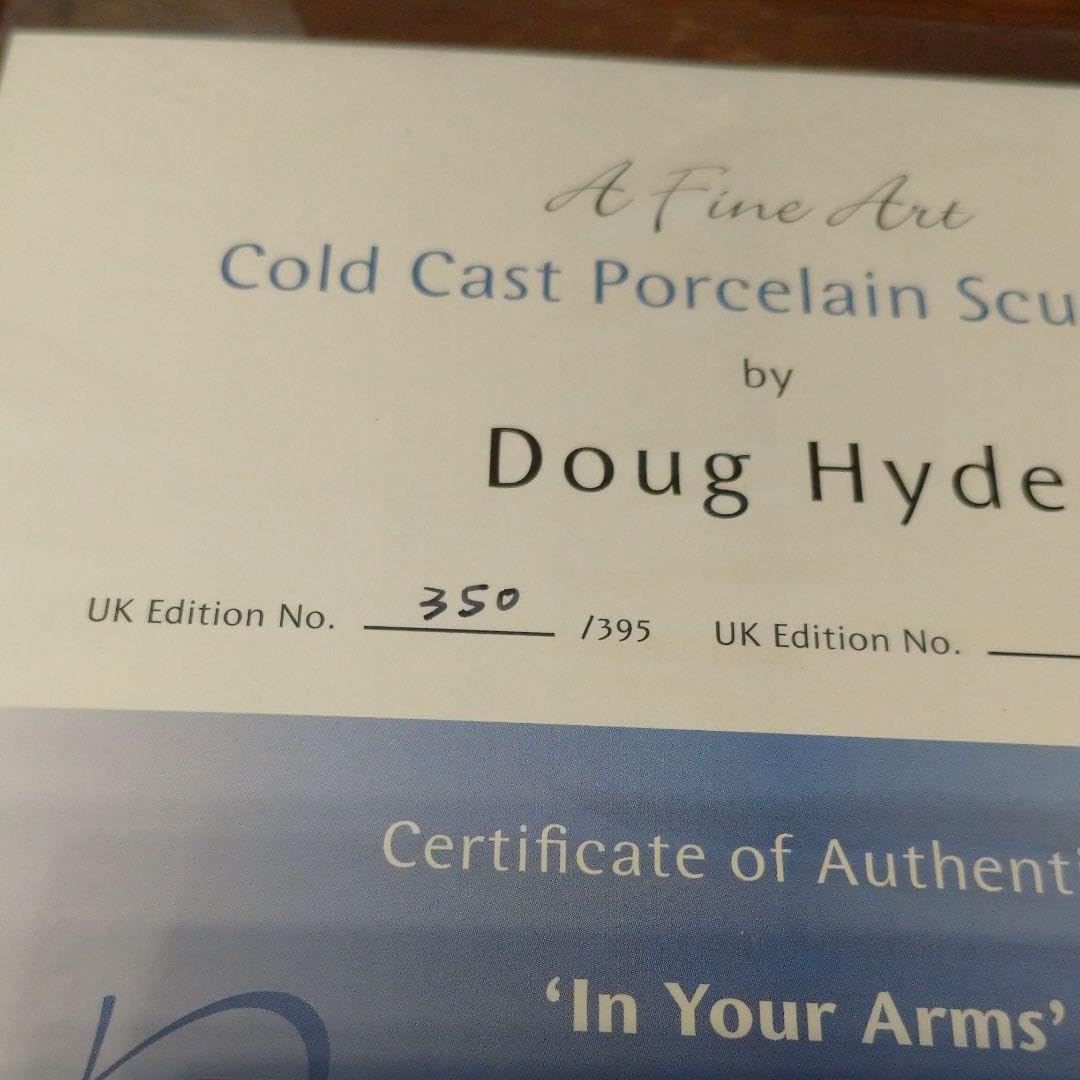 A Fine Art
Cold Cast Porcelain Scu
by
Doug Hyde
UK Edition No. 350 /395 UK Edition No.
Certificate of Authenti
'In Your Arms'